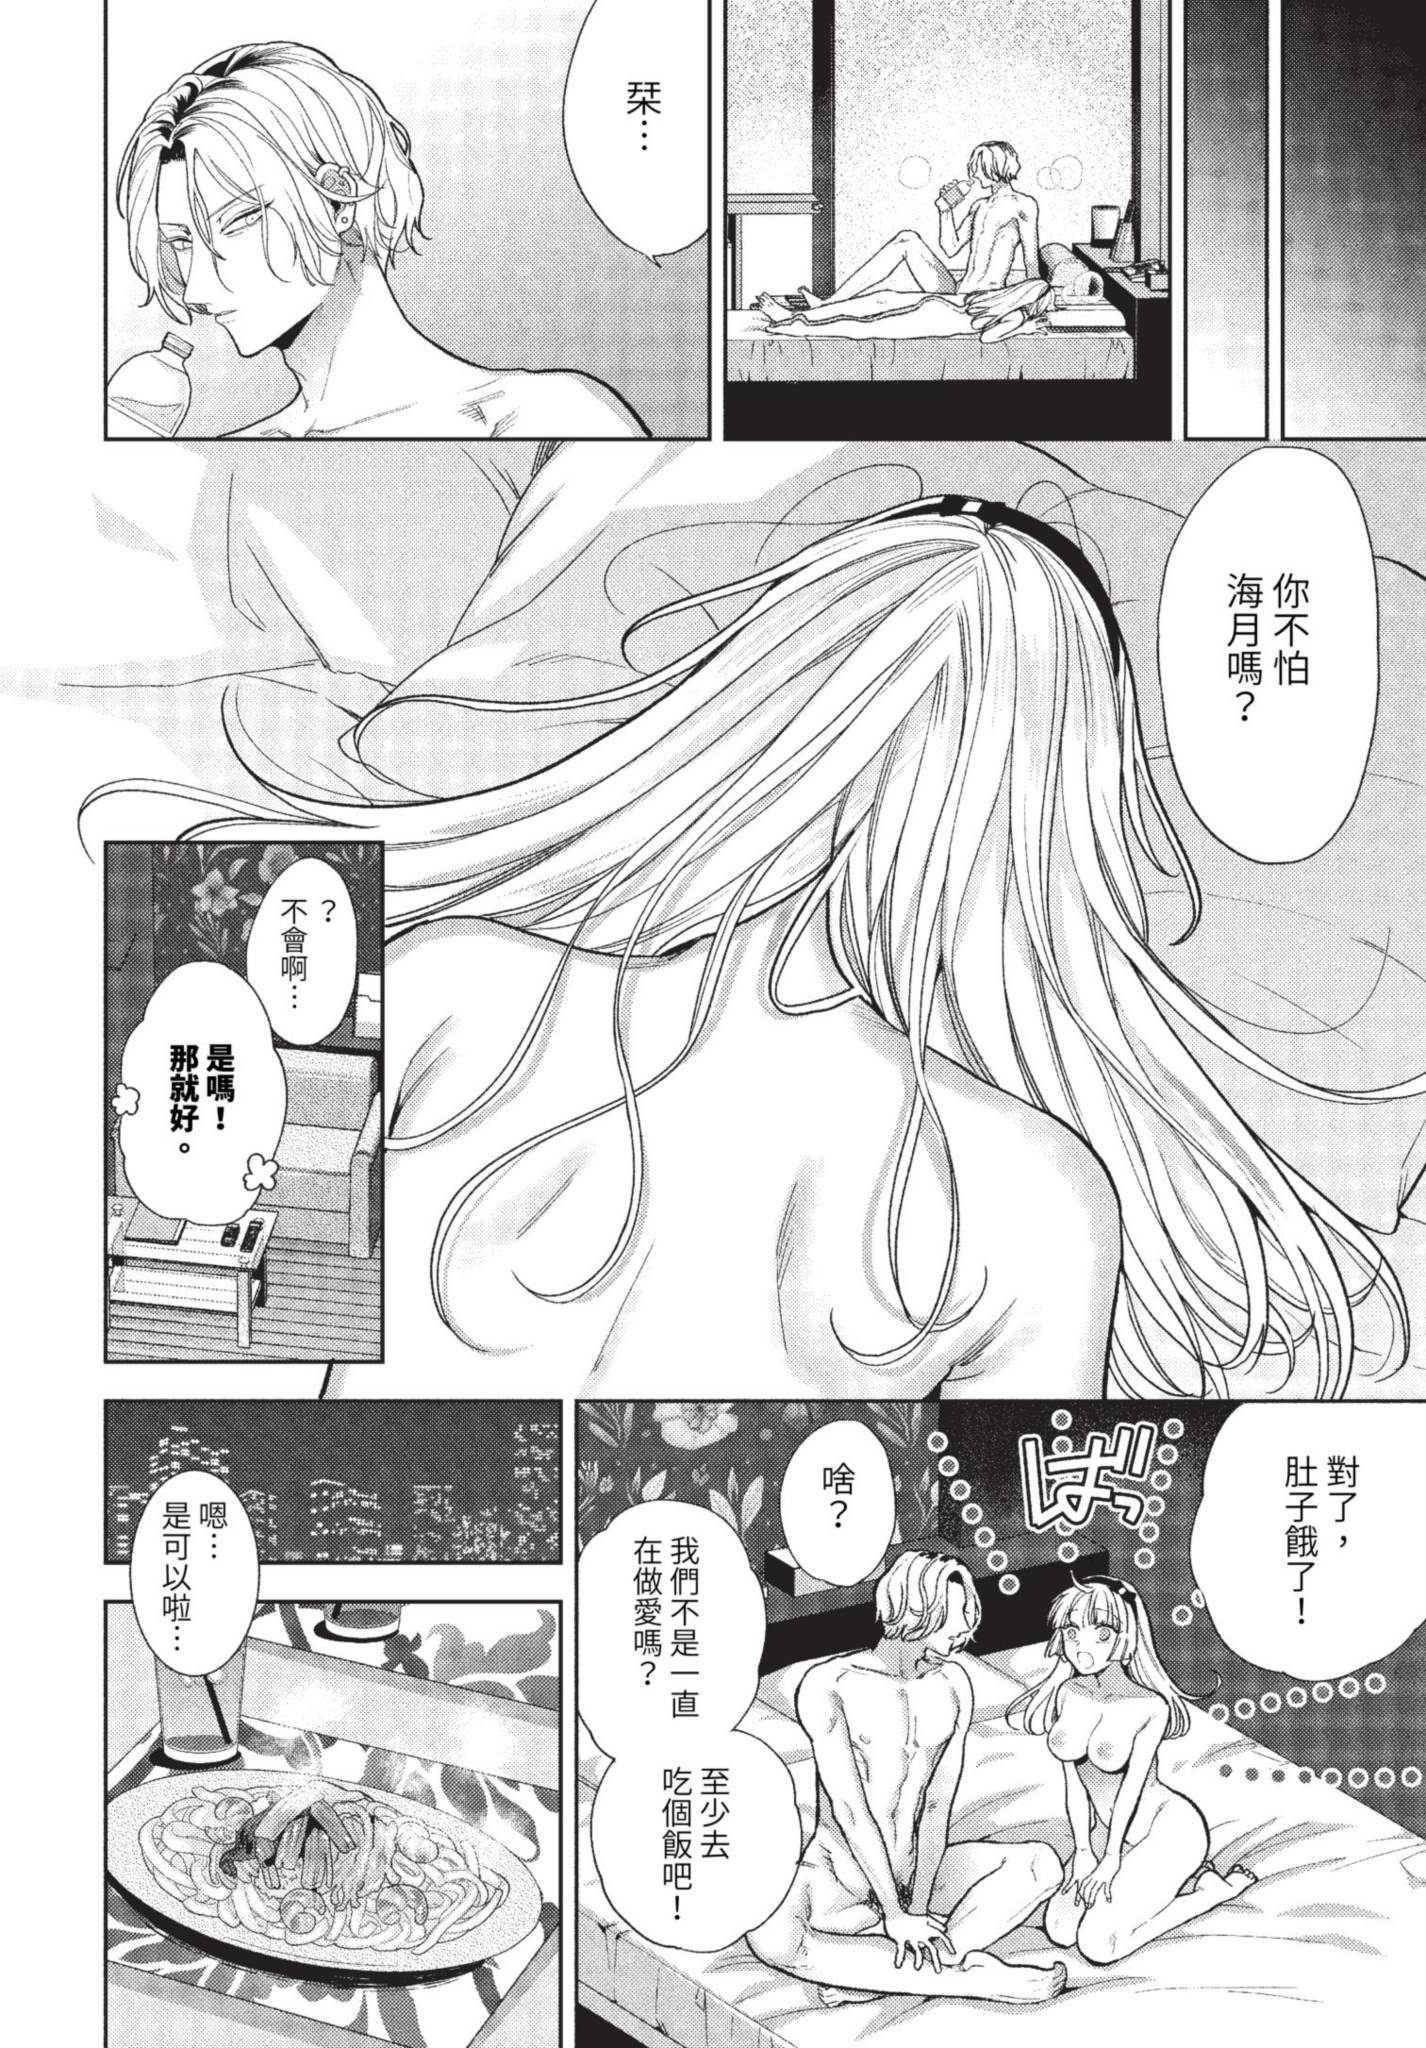 栞…
你不怕
海月嗎？
？
不會啊…
是嗎！
那就好。
對了，
肚子餓了！
ばっ
啥？
我們不是一直
在做愛嗎？
至少去
吃個飯吧！
嗯…
是可以啦…